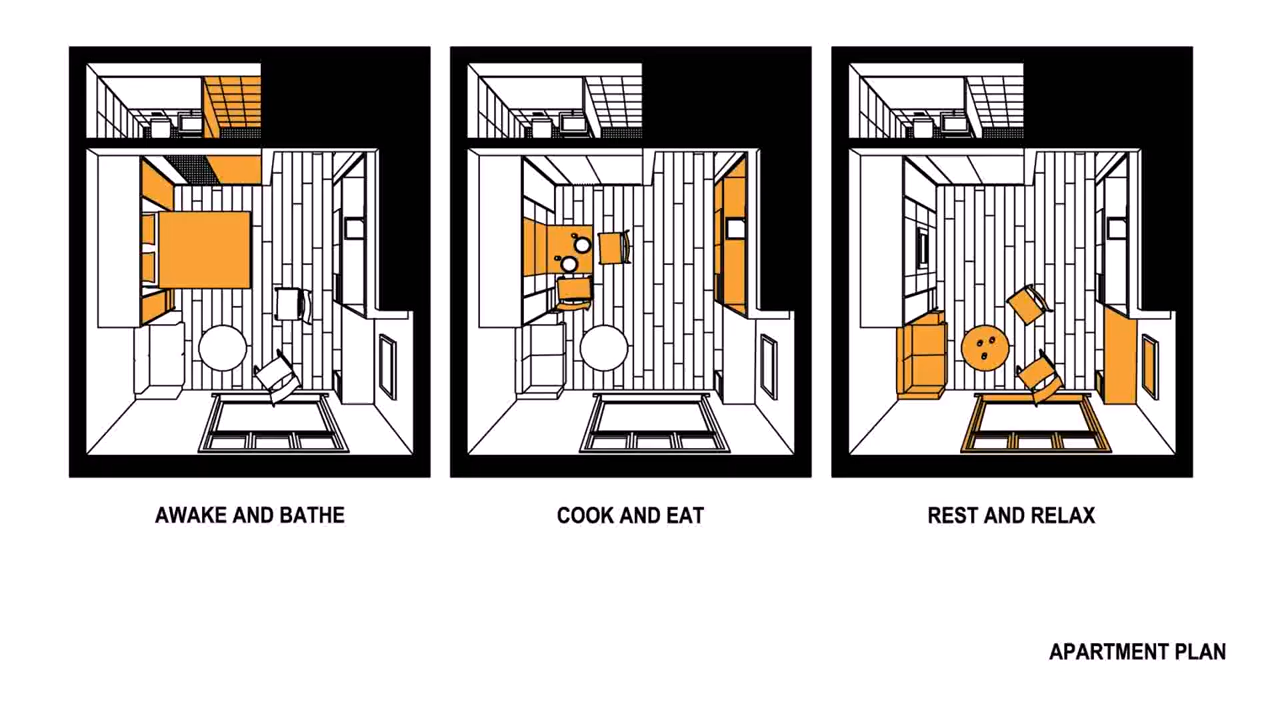 AWAKE AND BATHE
COOK AND EAT
REST AND RELAX
APARTMENT PLAN